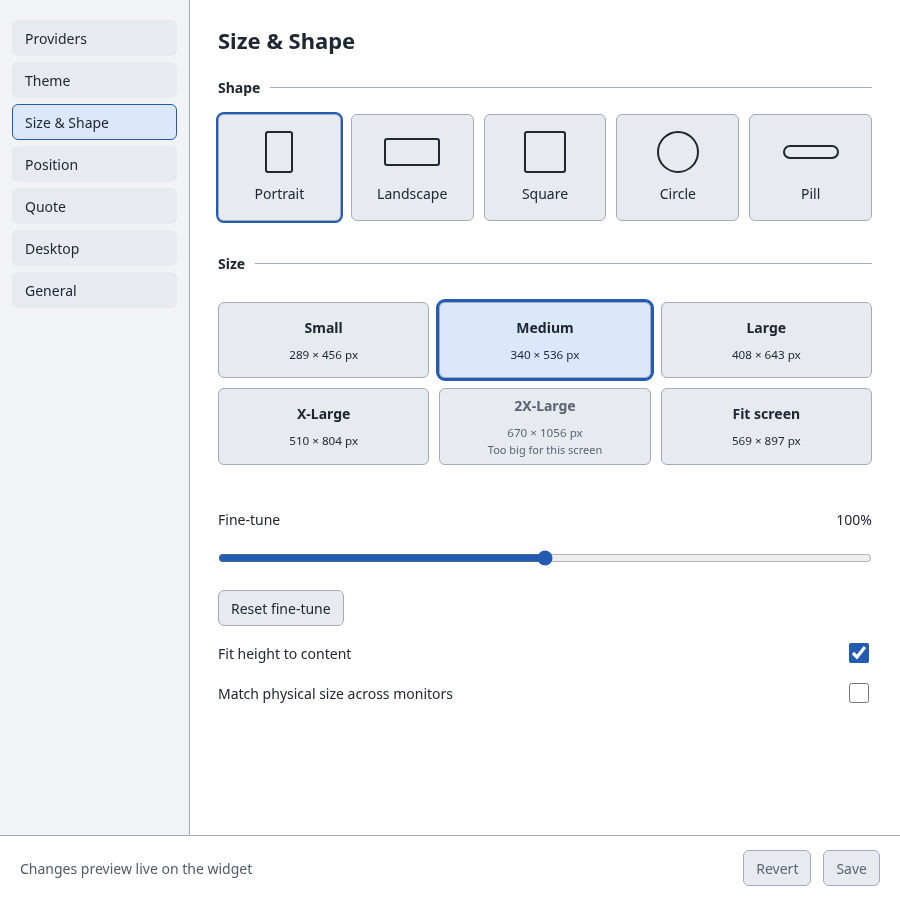 Providers
Theme
Size & Shape
Position
Quote
Desktop
General
Size & Shape
Shape
Portrait
Landscape
Square
Circle
Pill
Size
Small
289 × 456 px
Medium
340 × 536 px
Large
408 × 643 px
X-Large
510 × 804 px
2X-Large
670 × 1056 px
Too big for this screen
Fit screen
569 × 897 px
Fine-tune
100%
Reset fine-tune
Fit height to content
Match physical size across monitors
Changes preview live on the widget
Revert
Save